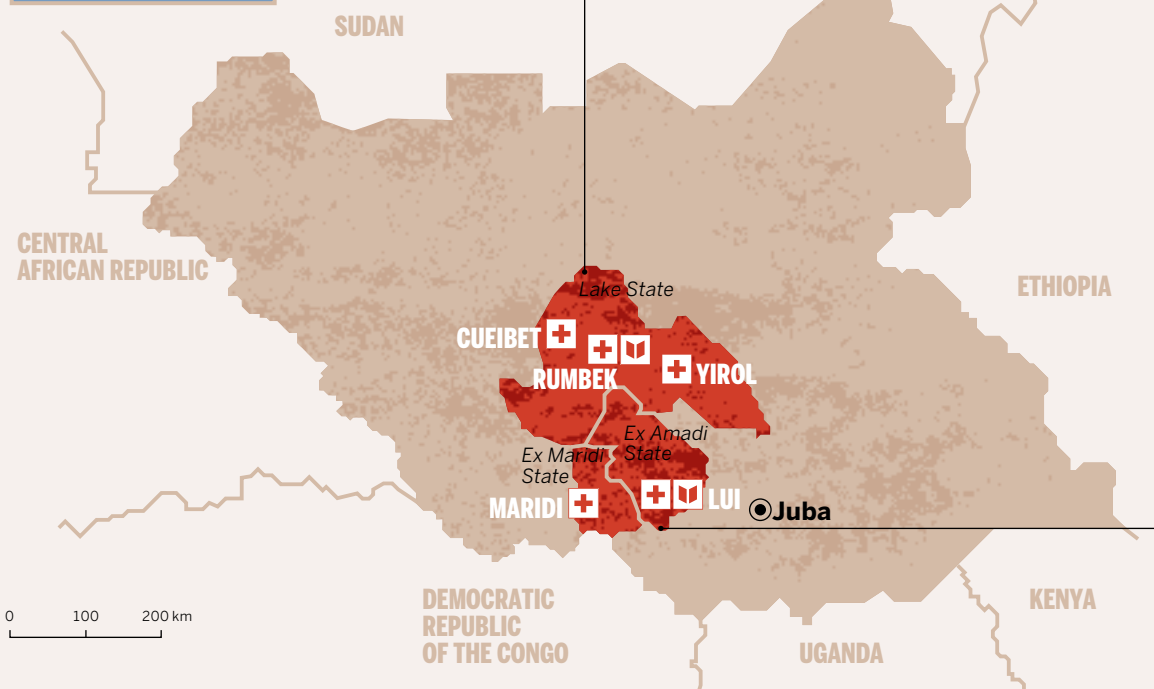 SUDAN
CENTRAL
AFRICAN REPUBLIC
ETHIOPIA
Lake State
CUEIBET
RUMBEK
YIROL
Ex Amadi
State
Ex Maridi
State
MARIDI
LUI
Juba
0 100 200 km
DEMOCRATIC
REPUBLIC
OF THE CONGO
UGANDA
KENYA